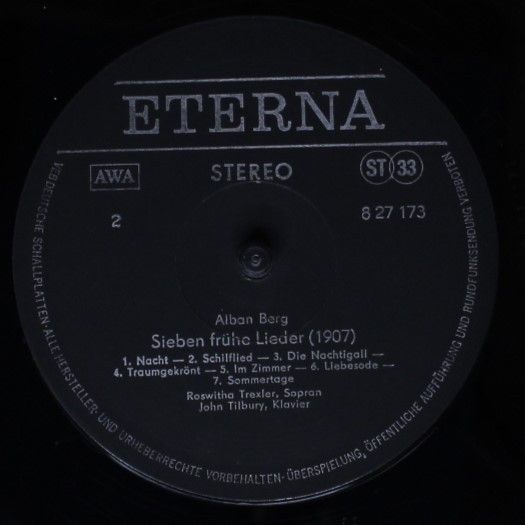 ETERNA
AWA
STEREO
ST 33
2
8 27 173
Alban Berg
Sieben frühe Lieder (1907)
1. Nacht — 2. Schilflied — 3. Die Nachtigall —
4. Traumgekrönt — 5. Im Zimmer — 6. Liebesode —
7. Sommertage
Roswitha Trexler, Sopran
John Tilbury, Klavier
VEB DEUTSCHE SCHALLPLATTEN · ALLE HERSTELLER- UND URHEBERRECHTE VORBEHALTEN · ÜBERSPIELUNG, ÖFFENTLICHE AUFFÜHRUNG UND RUNDFUNKSENDUNG VERBOTEN